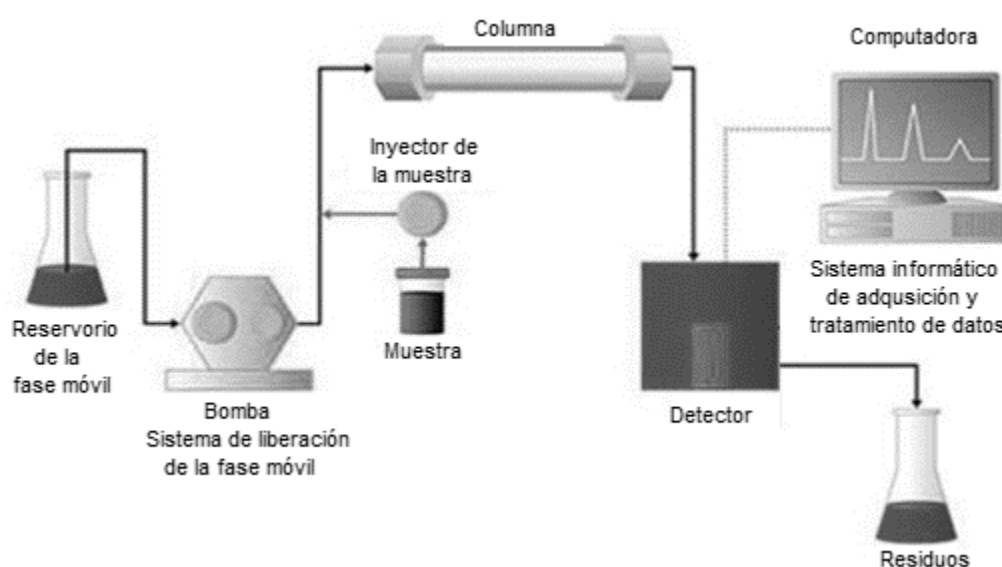 Columna
Computadora
Inyector de
la muestra
Sistema informático
de adqusición y
tratamiento de datos
Reservorio
de la
fase móvil
Muestra
Bomba
Sistema de liberación
de la fase móvil
Detector
Residuos